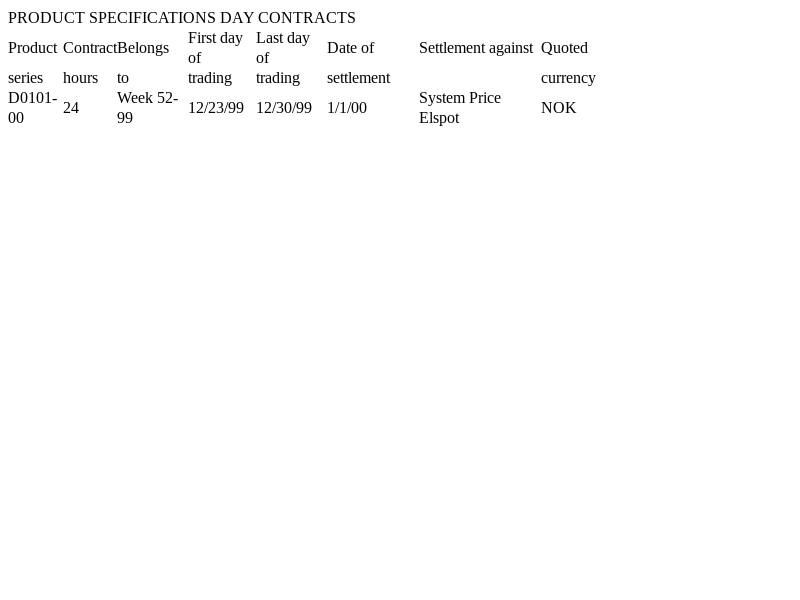 PRODUCT SPECIFICATIONS DAY CONTRACTS
Product Contract Belongs First day of Last day of Date of Settlement against Quoted
series hours to trading trading settlement currency
D0101-00 24 Week 52-99 12/23/99 12/30/99 1/1/00 System Price Elspot NOK